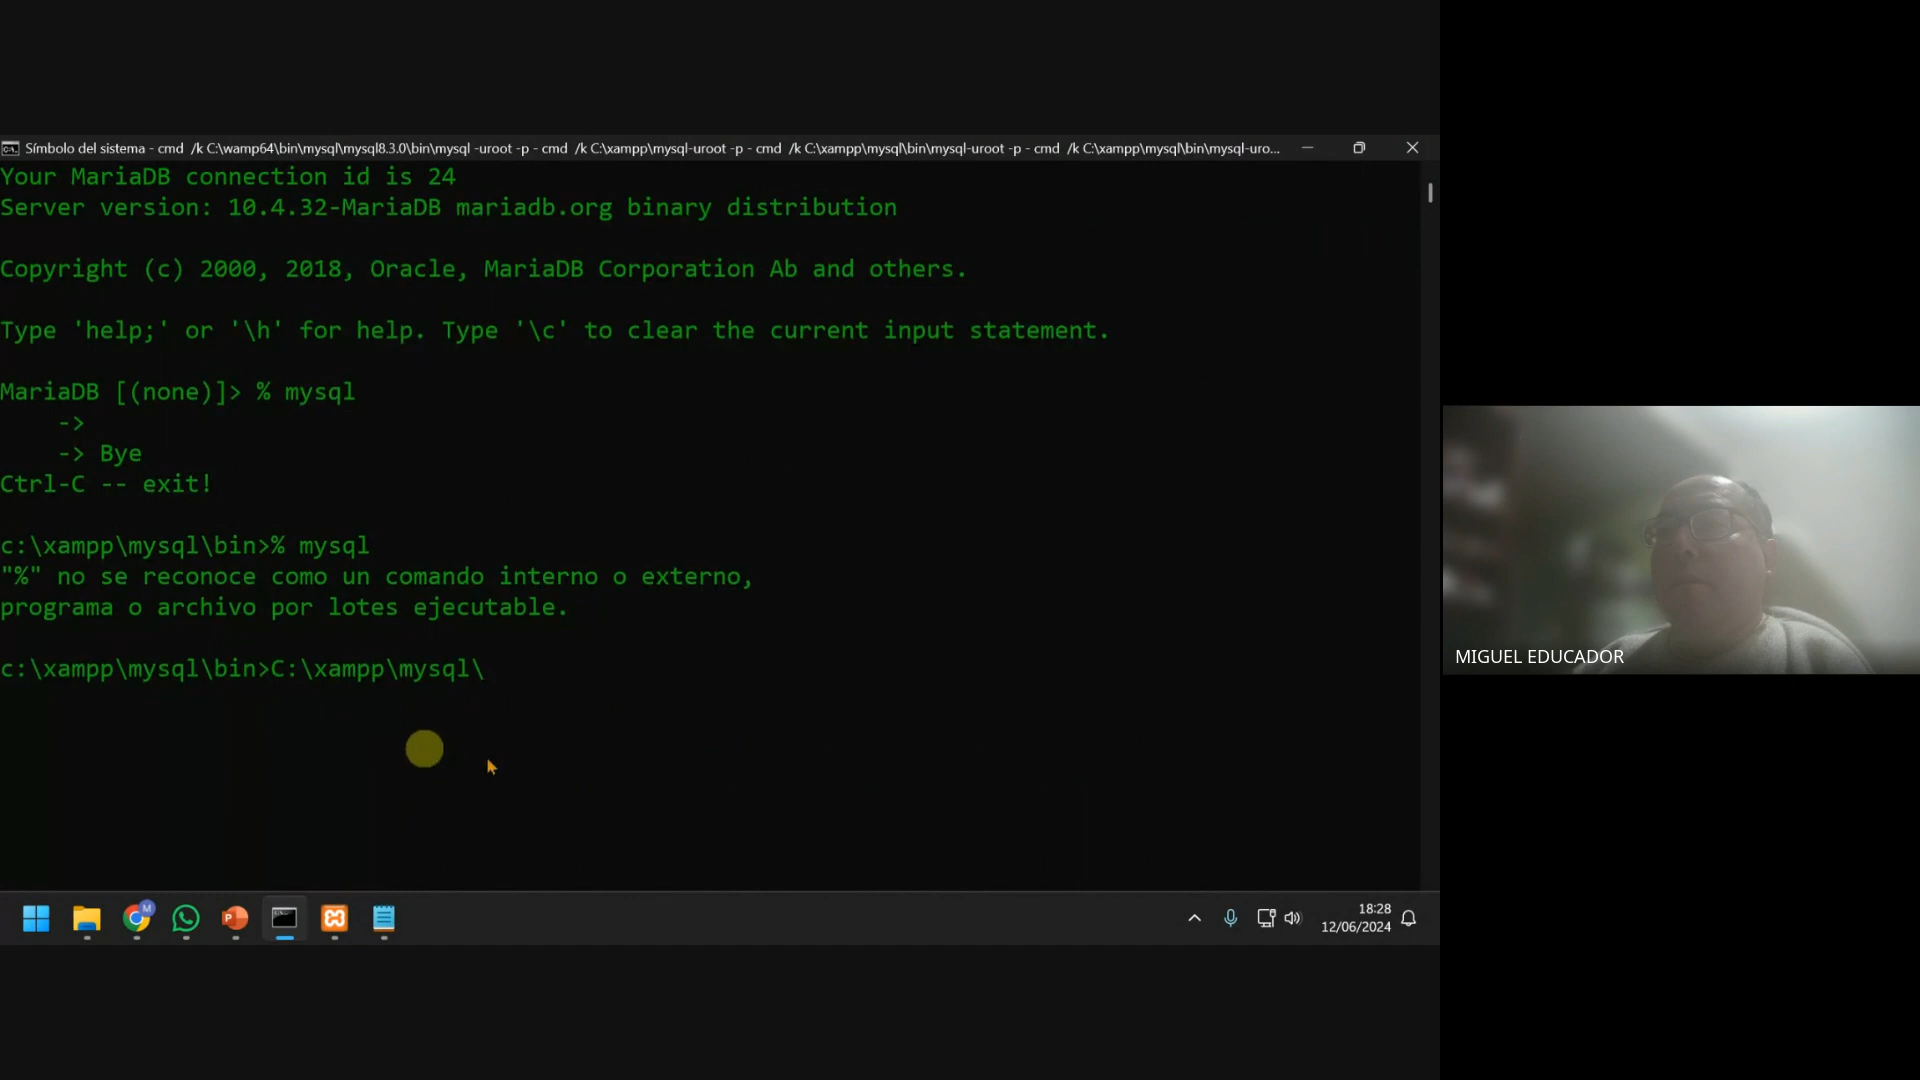 Símbolo del sistema - cmd /k C:\wamp64\bin\mysql\mysql8.3.0\bin\mysql -uroot -p - cmd /k C:\xampp\mysql-uroot -p - cmd /k C:\xampp\mysql\bin\mysql-uroot -p - cmd /k C:\xampp\mysql\bin\mysql-uro...
Your MariaDB connection id is 24
Server version: 10.4.32-MariaDB mariadb.org binary distribution
Copyright (c) 2000, 2018, Oracle, MariaDB Corporation Ab and others.
Type 'help;' or '\h' for help. Type '\c' to clear the current input statement.
MariaDB [(none)]> % mysql
->
-> Bye
Ctrl-C -- exit!
c:\xampp\mysql\bin>% mysql
"%" no se reconoce como un comando interno o externo,
programa o archivo por lotes ejecutable.
c:\xampp\mysql\bin>C:\xampp\mysql\
MIGUEL EDUCADOR
18:28
12/06/2024